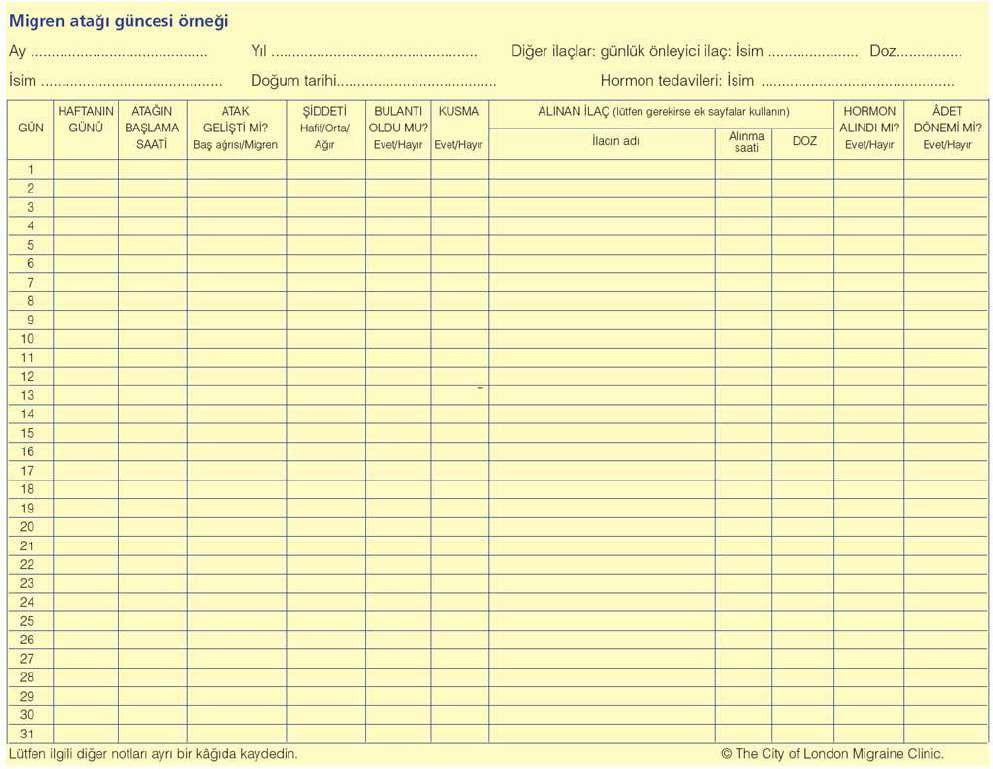 Migren atağı güncesi örneği
Ay .......................................... Yıl ................................................. Diğer ilaçlar: günlük önleyici ilaç: İsim ...................... Doz...............
İsim ........................................... Doğum tarihi...................................... Hormon tedavileri: İsim ..............................................
GÜN
HAFTANIN
GÜNÜ
ATAĞIN
BAŞLAMA
SAATİ
ATAK
GELİŞTİ Mİ?
Baş ağrısı/Migren
ŞİDDETİ
Hafif/Orta/
Ağır
BULANTI
OLDU MU?
Evet/Hayır
KUSMA
Evet/Hayır
ALINAN İLAÇ (lütfen gerekirse ek sayfalar kullanın)
İlacın adı
Alınma
saati
DOZ
HORMON
ALINDI MI?
Evet/Hayır
ÂDET
DÖNEMİ Mİ?
Evet/Hayır
1
2
3
4
5
6
7
8
9
10
11
12
13
14
15
16
17
18
19
20
21
22
23
24
25
26
27
28
29
30
31
Lütfen ilgili diğer notları ayrı bir kâğıda kaydedin. © The City of London Migraine Clinic.